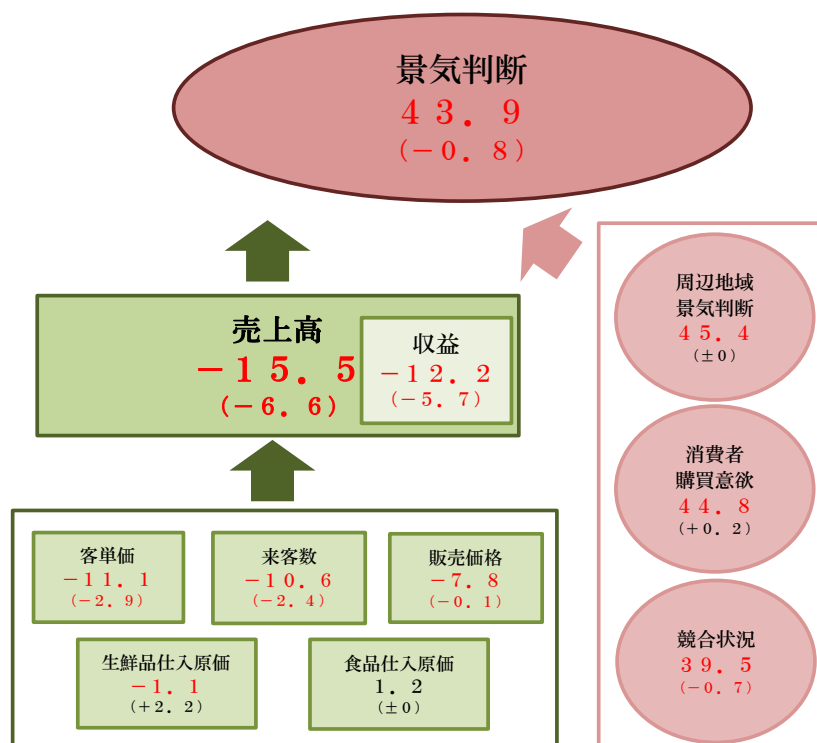 景気判断
４３．９
（－０．８）
売上高
－１５．５
（－６．６）
収益
－１２．２
（－５．７）
客単価
－１１．１
（－２．９）
来客数
－１０．６
（－２．４）
販売価格
－７．８
（－０．１）
生鮮品仕入原価
－１．１
（＋２．２）
食品仕入原価
１．２
（±０）
周辺地域
景気判断
４５．４
（±０）
消費者
購買意欲
４４．８
（＋０．２）
競合状況
３９．５
（－０．７）